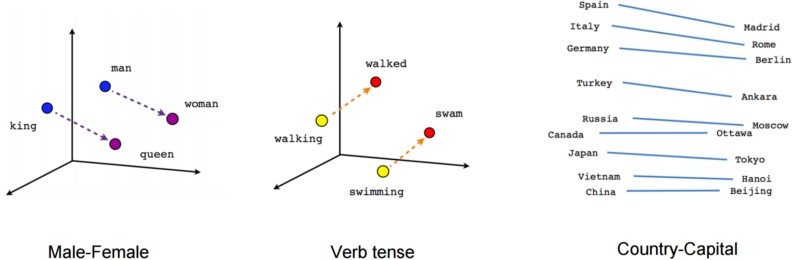 man
woman
king
queen
Male-Female
walked
swam
walking
swimming
Verb tense
Spain
Madrid
Italy
Rome
Germany
Berlin
Turkey
Ankara
Russia
Moscow
Canada
Ottawa
Japan
Tokyo
Vietnam
Hanoi
China
Beijing
Country-Capital